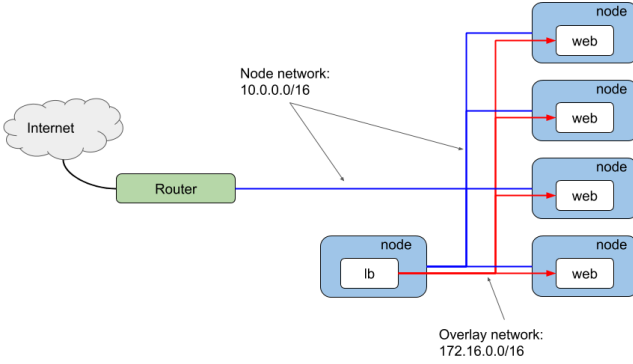 node
web
Node network:
10.0.0.0/16
node
web
Internet
node
Router
web
node
node
lb
web
Overlay network:
172.16.0.0/16